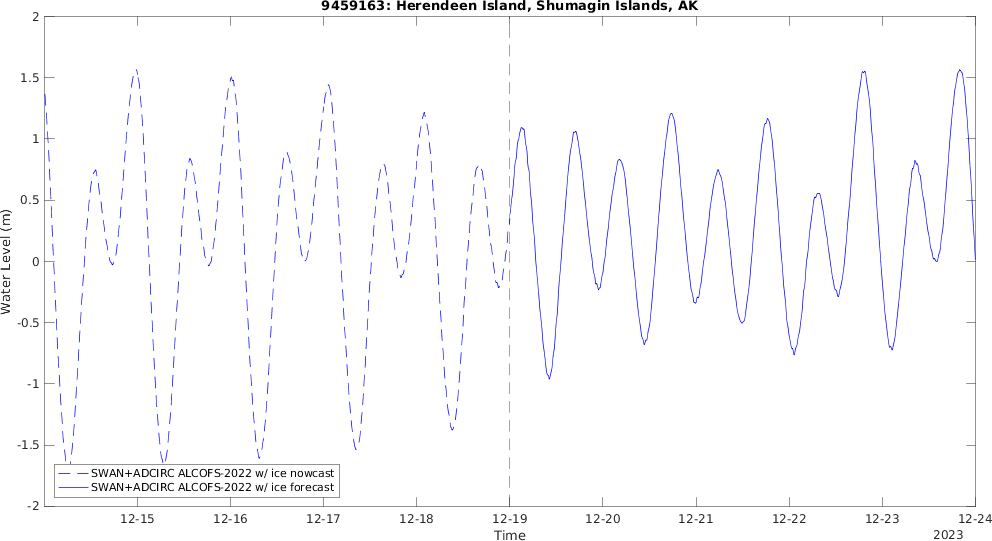 9459163: Herendeen Island, Shumagin Islands, AK
2
1.5
1
0.5
0
-0.5
-1
-1.5
-2
Water Level (m)
SWAN+ADCIRC ALCOFS-2022 w/ ice nowcast
SWAN+ADCIRC ALCOFS-2022 w/ ice forecast
12-15 12-16 12-17 12-18 12-19 12-20 12-21 12-22 12-23 12-24
Time
2023